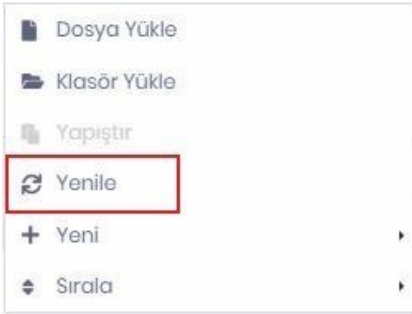 Dosya Yükle
Klasör Yükle
Yapıştır
Yenile
Yeni
Sırala